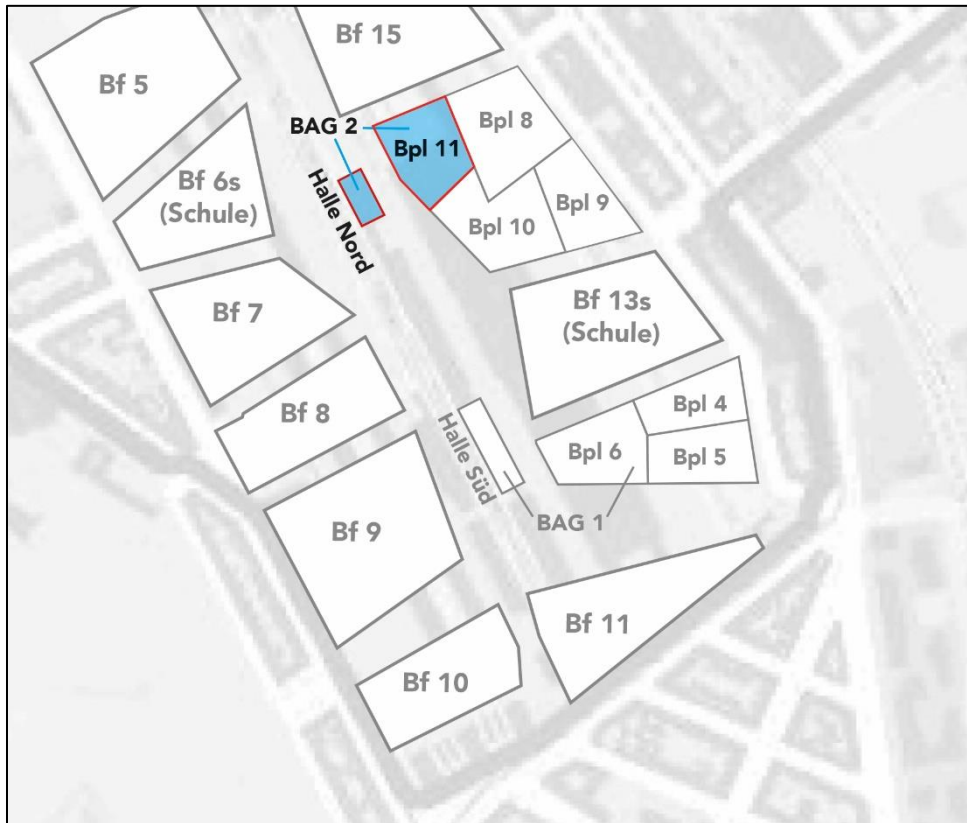 Bf 15
Bf 5
BAG 2
Bpl 8
Bpl 11
Bf 6s
(Schule)
Halle Nord
Bpl 9
Bpl 10
Bf 7
Bf 13s
(Schule)
Bf 8
Bpl 4
Halle Süd
Bpl 6
Bpl 5
BAG 1
Bf 9
Bf 11
Bf 10